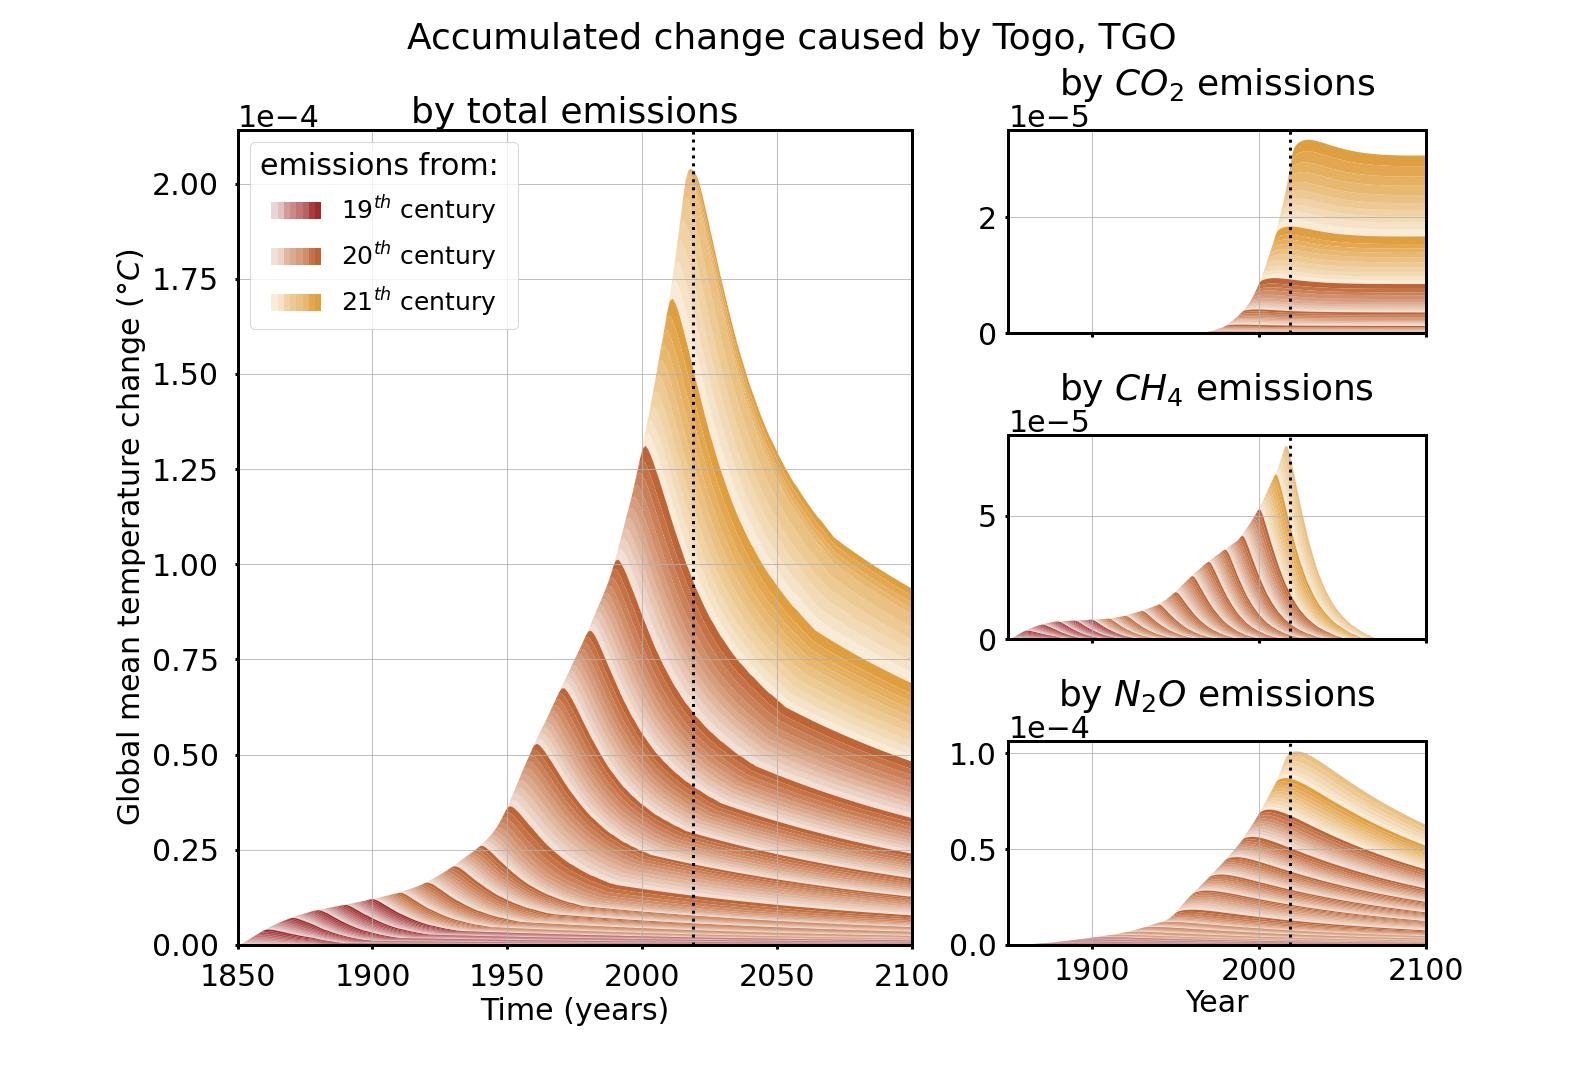 Accumulated change caused by Togo, TGO
by total emissions
1e−4
emissions from:
19th century
20th century
21th century
2.00
1.75
1.50
1.25
1.00
0.75
0.50
0.25
0.00
Global mean temperature change (°C)
1850 1900 1950 2000 2050 2100
Time (years)
by CO2 emissions
1e−5
2
0
by CH4 emissions
1e−5
5
0
by N2O emissions
1e−4
1.0
0.5
0.0
1900 2000 2100
Year